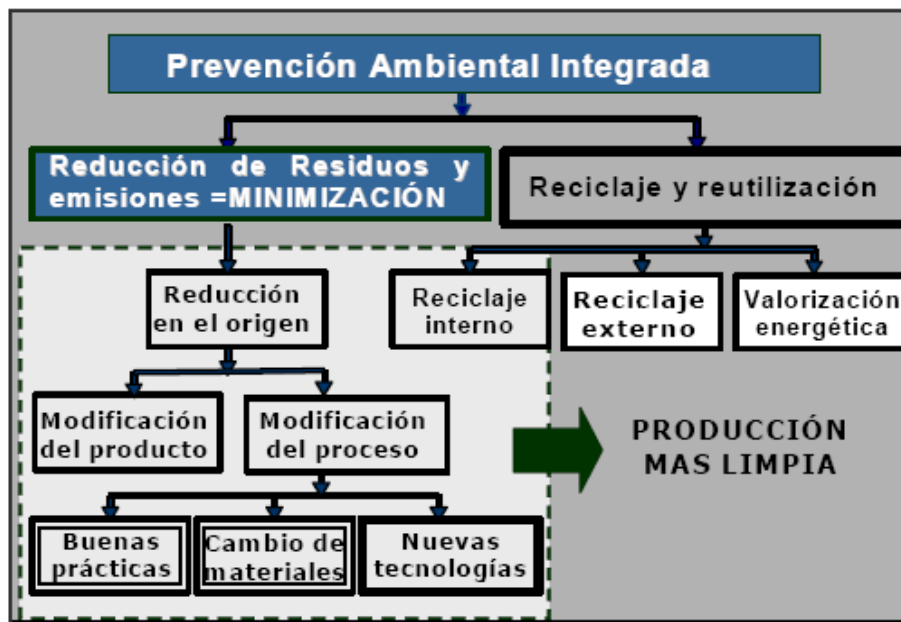 Prevención Ambiental Integrada
Reducción de Residuos y
emisiones =MINIMIZACIÓN
Reciclaje y reutilización
Reducción
en el origen
Reciclaje
interno
Reciclaje
externo
Valorización
energética
Modificación
del producto
Modificación
del proceso
PRODUCCIÓN
MAS LIMPIA
Buenas
prácticas
Cambio de
materiales
Nuevas
tecnologías